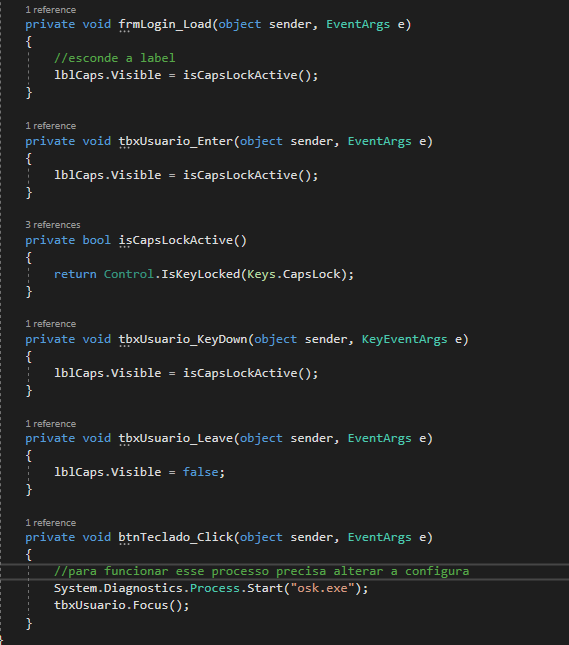 1 reference
private void frmLogin_Load(object sender, EventArgs e)
{
//esconde a label
lblCaps.Visible = isCapsLockActive();
}
1 reference
private void tbxUsuario_Enter(object sender, EventArgs e)
{
lblCaps.Visible = isCapsLockActive();
}
3 references
private bool isCapsLockActive()
{
return Control.IsKeyLocked(Keys.CapsLock);
}
1 reference
private void tbxUsuario_KeyDown(object sender, KeyEventArgs e)
{
lblCaps.Visible = isCapsLockActive();
}
1 reference
private void tbxUsuario_Leave(object sender, EventArgs e)
{
lblCaps.Visible = false;
}
1 reference
private void btnTeclado_Click(object sender, EventArgs e)
{
//para funcionar esse processo precisa alterar a configura
System.Diagnostics.Process.Start("osk.exe");
tbxUsuario.Focus();
}
}